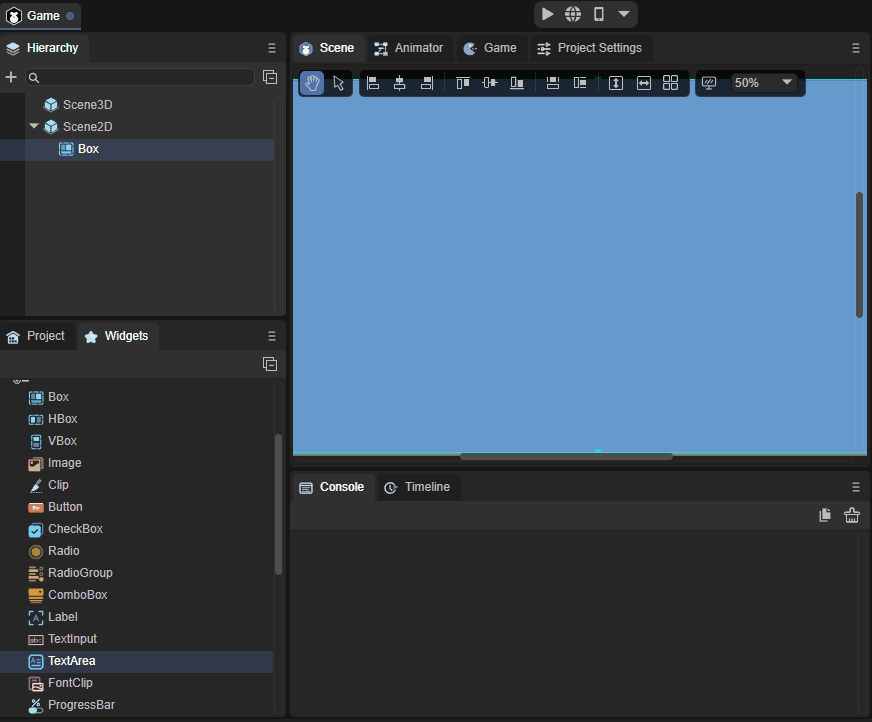 Game
Hierarchy
Scene3D
Scene2D
Box
Project
Widgets
Box
HBox
VBox
Image
Clip
Button
CheckBox
Radio
RadioGroup
ComboBox
Label
TextInput
TextArea
FontClip
ProgressBar
Scene
Animator
Game
Project Settings
50%
Console
Timeline